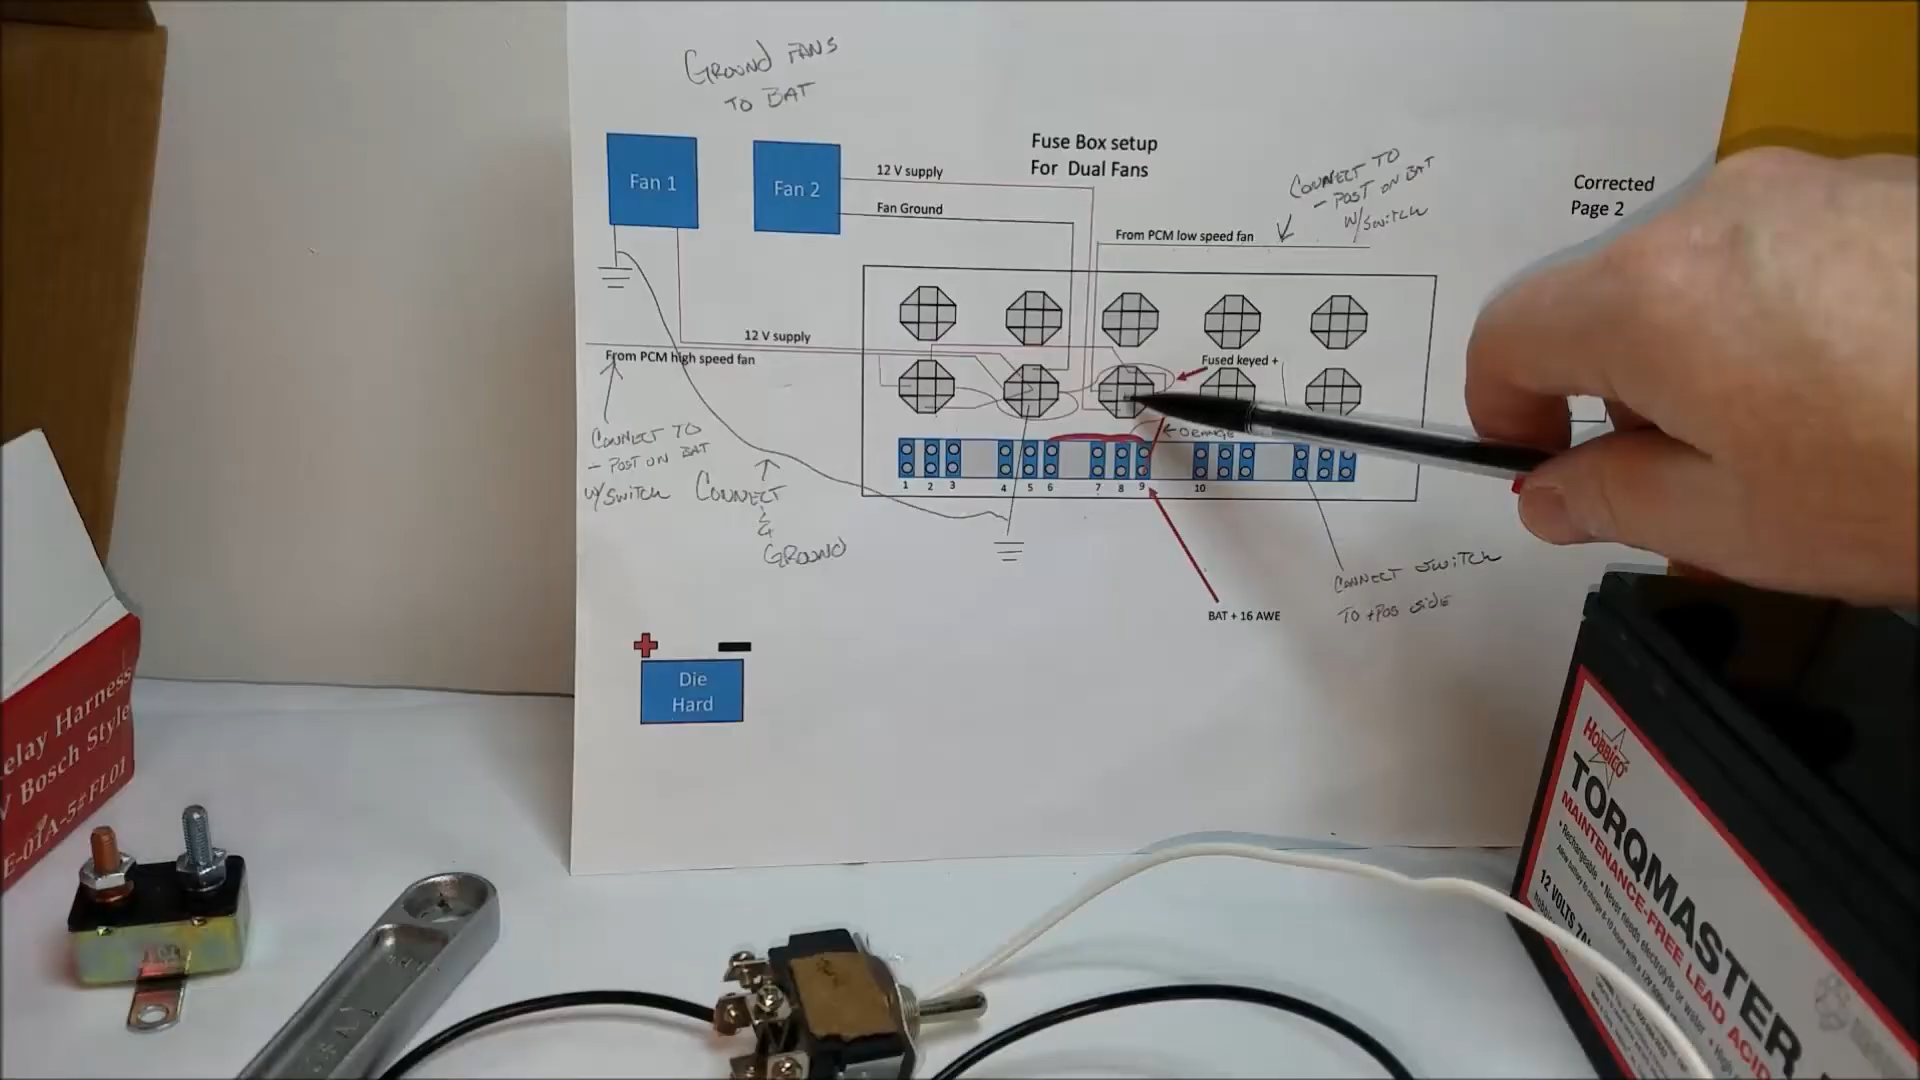 GROUND FANS
TO BAT
Fuse Box setup
For Dual Fans
Corrected
Page 2
CONNECT TO
- POST ON BAT
W/SWITCH
Fan 1
Fan 2
12 V supply
Fan Ground
From PCM low speed fan
12 V supply
From PCM high speed fan
Fused keyed +
← ORANGE
1 2 3 4 5 6 7 8 9 10
CONNECT TO
- POST ON BAT
W/SWITCH
CONNECT
&
GROUND
CONNECT SWITCH
TO +POS SIDE
BAT + 16 AWE
+ -
Die
Hard
elay Harness
V Bosch Style
E-01A-5#FL01
HOBBICO
TORQMASTER
MAINTENANCE-FREE LEAD ACID
12 VOLTS